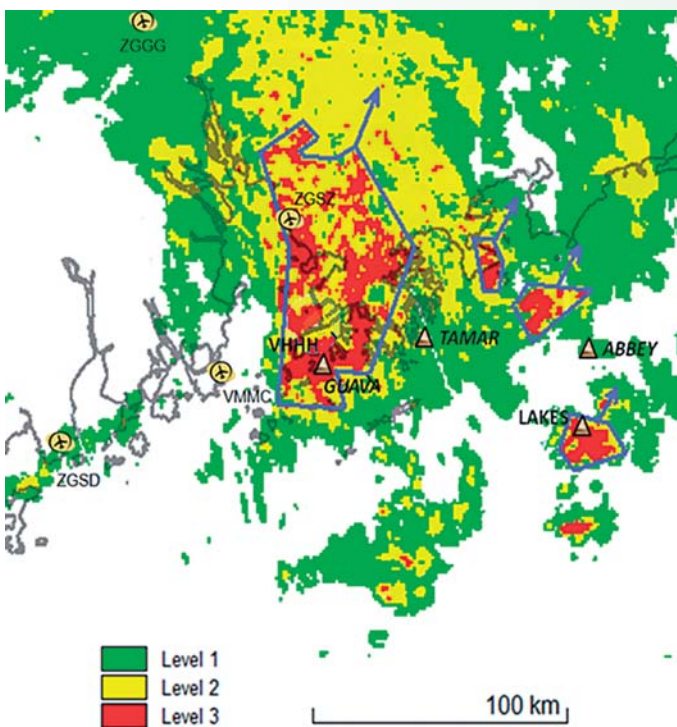 ZGGG
ZGSZ
VHHH
TAMAR
ABBEY
GUAVA
VMMC
LAKES
ZGSD
Level 1
Level 2
Level 3
100 km